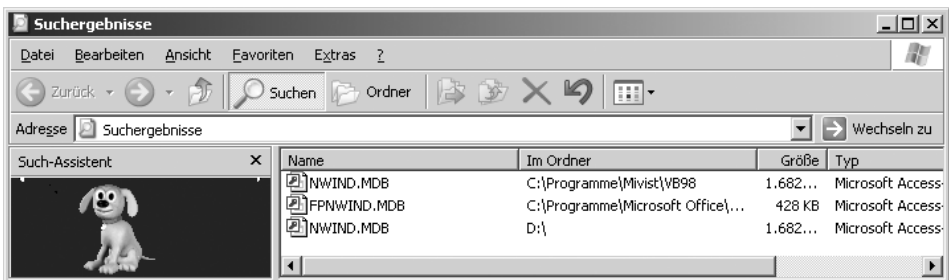 Suchergebnisse
Datei Bearbeiten Ansicht Favoriten Extras ?
Zurück Suchen Ordner
Adresse Suchergebnisse Wechseln zu
Such-Assistent
Name Im Ordner Größe Typ
NWIND.MDB C:\Programme\Mivist\VB98 1.682... Microsoft Access-
FPNWIND.MDB C:\Programme\Microsoft Office\... 428 KB Microsoft Access-
NWIND.MDB D:\ 1.682... Microsoft Access-